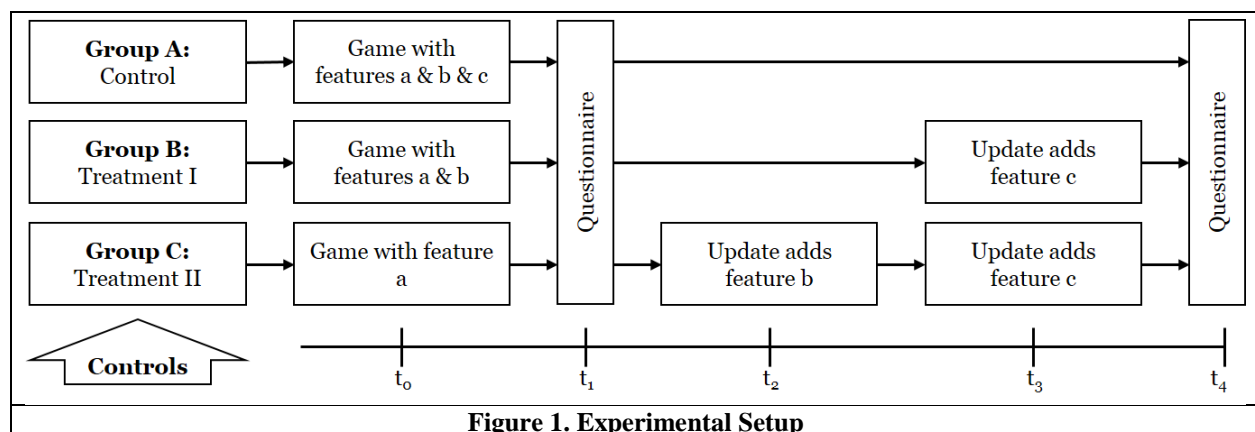 Group A:
Control
Game with
features a & b & c
Questionnaire
Questionnaire
Group B:
Treatment I
Game with
features a & b
Update adds
feature c
Group C:
Treatment II
Game with feature
a
Update adds
feature b
Update adds
feature c
Controls
t₀
t₁
t₂
t₃
t₄
Figure 1. Experimental Setup